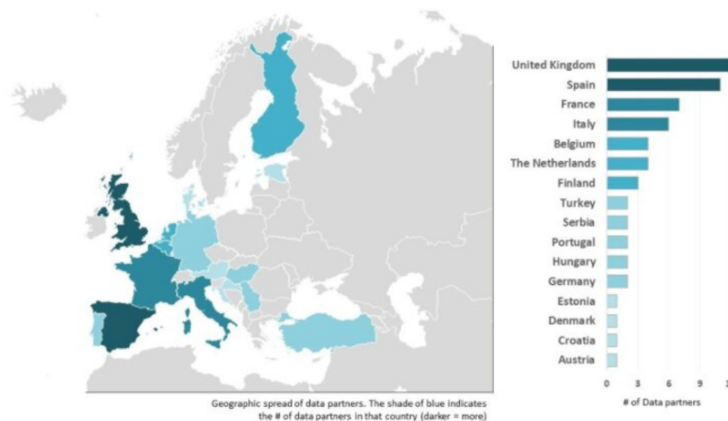 United Kingdom
Spain
France
Italy
Belgium
The Netherlands
Finland
Turkey
Serbia
Portugal
Hungary
Germany
Estonia
Denmark
Croatia
Austria
0 3 6 9
# of Data partners
Geographic spread of data partners. The shade of blue indicates
the # of data partners in that country (darker = more)